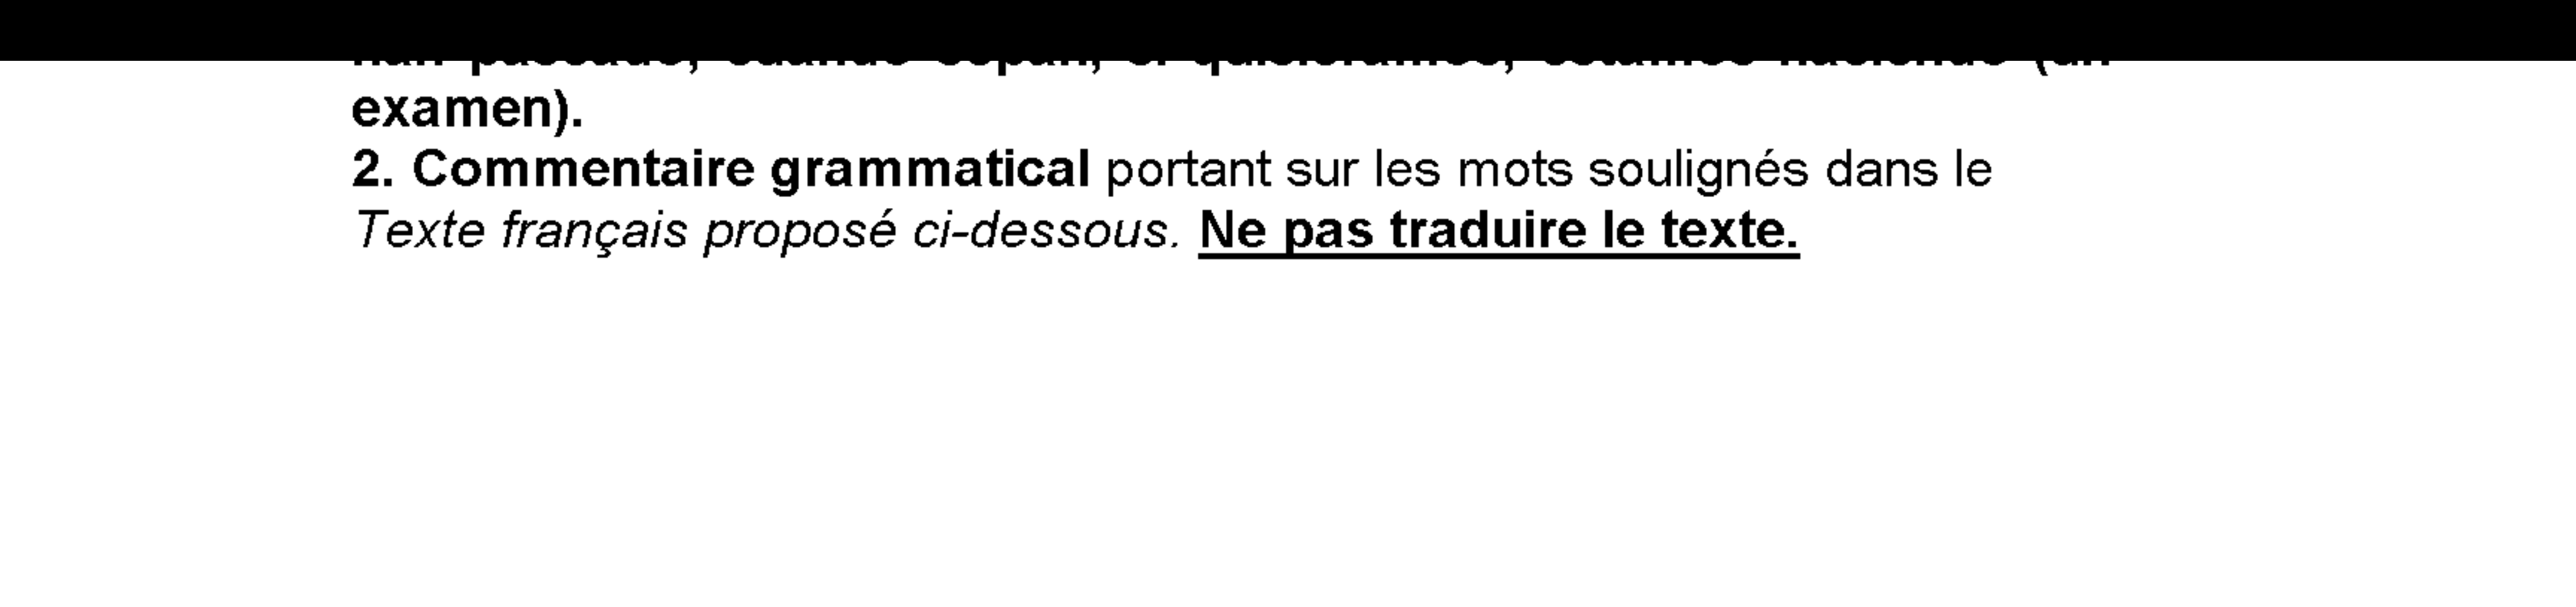 examen).
2. Commentaire grammatical portant sur les mots soulignés dans le
Texte français proposé ci-dessous. Ne pas traduire le texte.